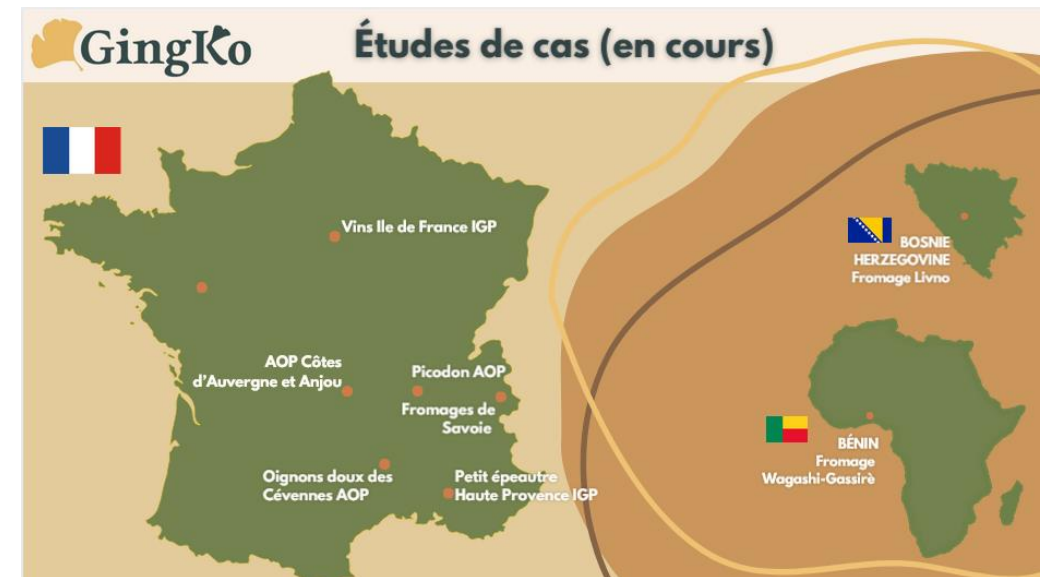 GingKo
Études de cas (en cours)
Vins Ile de France IGP
AOP Côtes
d'Auvergne et Anjou
Picodon AOP
Fromages de
Savoie
Oignons doux des
Cévennes AOP
Petit épeautre
Haute Provence IGP
BOSNIE
HERZEGOVINE
Fromage Livno
BÉNIN
Fromage
Wagashi-Gassirè